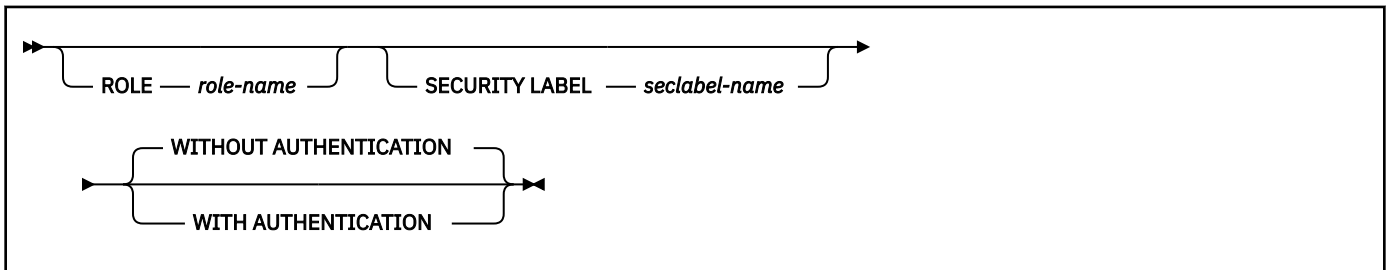 ROLE role-name SECURITY LABEL seclabel-name
WITHOUT AUTHENTICATION
WITH AUTHENTICATION